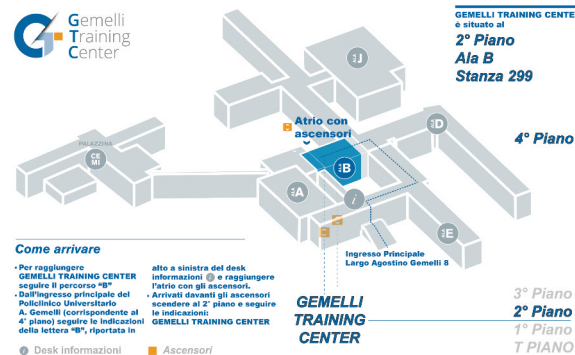 Gemelli
Training
Center
GEMELLI TRAINING CENTE
è situato al
2° Piano
Ala B
Stanza 299
J
Atrio con
ascensori
D
4° Piano
PALAZZINA
CE
MI
B
A
i
E
Ingresso Principale
Largo Agostino Gemelli 8
Come arrivare
• Per raggiungere
GEMELLI TRAINING CENTER
seguire il percorso “B”
• Dall’ingresso principale del
Policlinico Universitario
A. Gemelli (corrispondente al
4° piano) seguire le indicazioni
della lettera “B”, riportata in
alto a sinistra del desk
informazioni i e raggiungere
l’atrio con gli ascensori.
• Arrivati davanti gli ascensori
scendere al 2° piano e seguire
le indicazioni:
GEMELLI TRAINING CENTER
i Desk informazioni
Ascensori
GEMELLI
TRAINING
CENTER
3° Piano
2° Piano
1° Piano
T PIANO